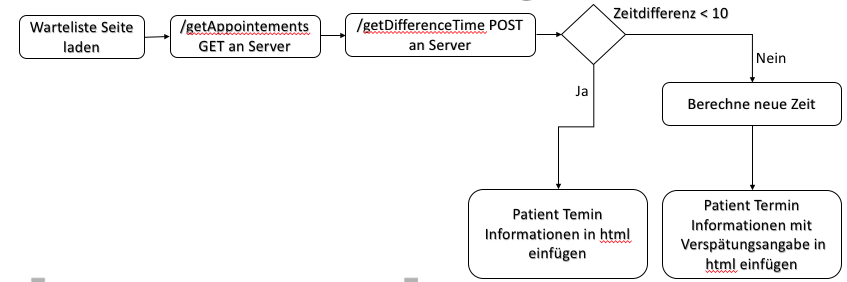 Warteliste Seite
laden
/getAppointements
GET an Server
/getDifferenceTime POST
an Server
Zeitdifferenz < 10
Ja
Nein
Berechne neue Zeit
Patient Temin
Informationen in html
einfügen
Patient Termin
Informationen mit
Verspätungsangabe in
html einfügen